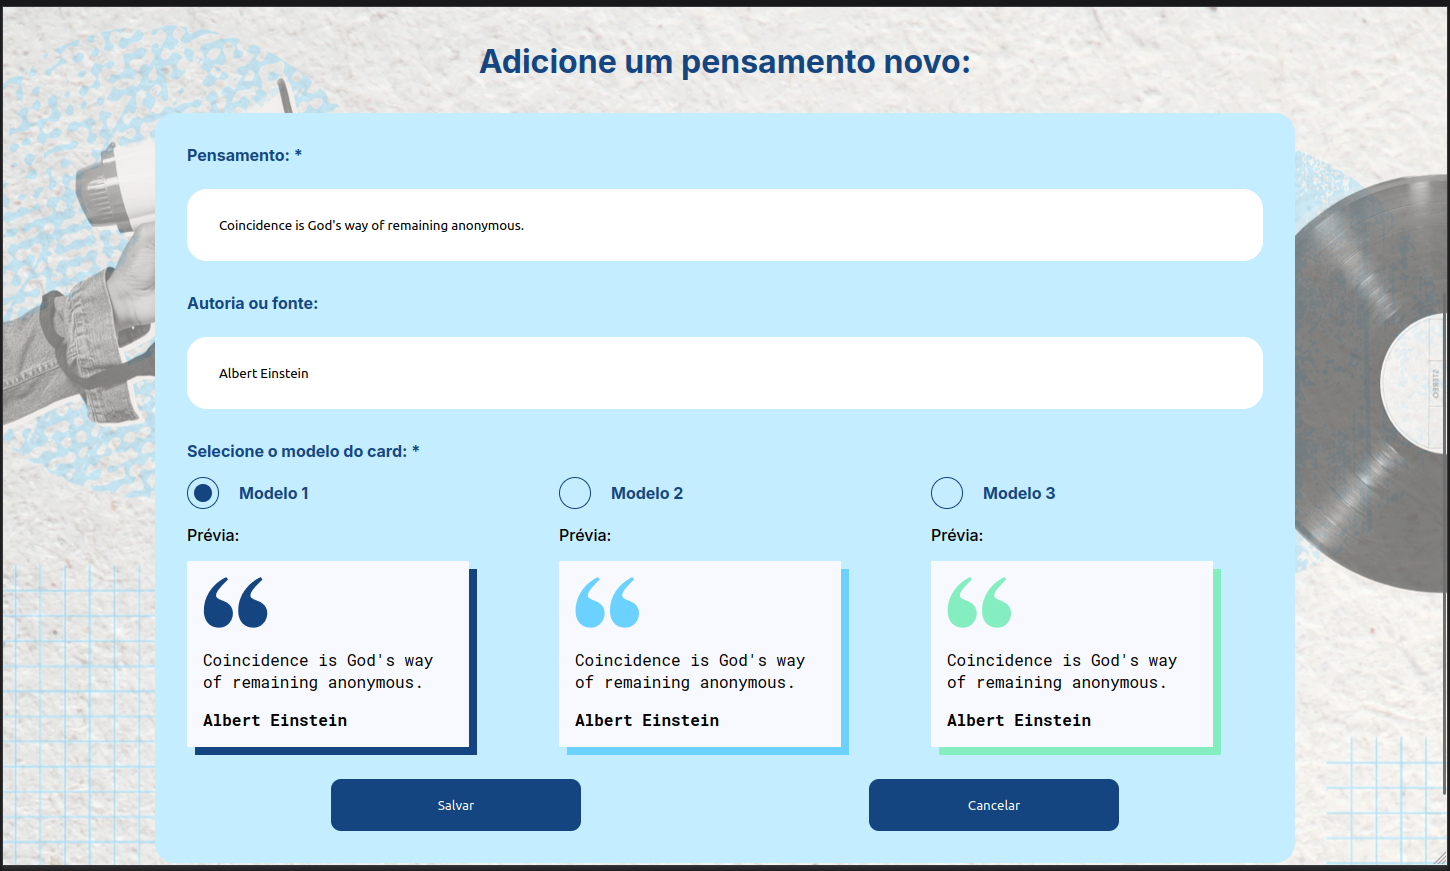 Adicione um pensamento novo:
Pensamento: *
Coincidence is God's way of remaining anonymous.
Autoria ou fonte:
Albert Einstein
Selecione o modelo do card: *
Modelo 1
Modelo 2
Modelo 3
Prévia:
Prévia:
Prévia:
“
Coincidence is God's way
of remaining anonymous.
Albert Einstein
“
Coincidence is God's way
of remaining anonymous.
Albert Einstein
“
Coincidence is God's way
of remaining anonymous.
Albert Einstein
Salvar
Cancelar
STEREO